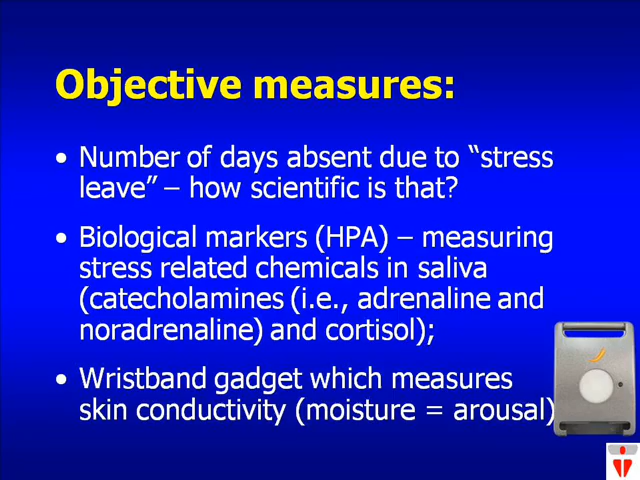 Objective measures:
• Number of days absent due to “stress
leave” – how scientific is that?
• Biological markers (HPA) – measuring
stress related chemicals in saliva
(catecholamines (i.e., adrenaline and
noradrenaline) and cortisol);
• Wristband gadget which measures
skin conductivity (moisture = arousal)